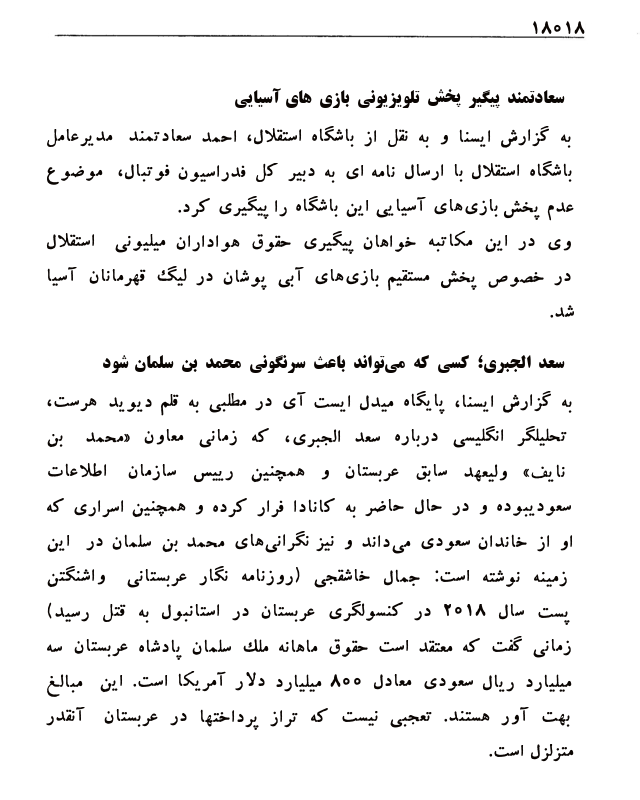 ۱۸۰۱۸
سعادتمند پیگیر پخش تلویزیونی بازی های آسیایی
به گزارش ایسنا و به نقل از باشگاه استقلال، احمد سعادتمند مدیرعامل
باشگاه استقلال با ارسال نامه ای به دبیر کل فدراسیون فوتبال، موضوع
عدم پخش بازی‌های آسیایی این باشگاه را پیگیری کرد.
وی در این مکاتبه خواهان پیگیری حقوق هواداران میلیونی استقلال
در خصوص پخش مستقیم بازی‌های آبی پوشان در لیگ قهرمانان آسیا
شد.
سعد الجبری؛ کسی که می‌تواند باعث سرنگونی محمد بن سلمان شود
به گزارش ایسنا، پایگاه میدل ایست آی در مطلبی به قلم دیوید هرست،
تحلیلگر انگلیسی درباره سعد الجبری، که زمانی معاون «محمد بن
نایف» ولیعهد سابق عربستان و همچنین رییس سازمان اطلاعات
سعودیبوده و در حال حاضر به کانادا فرار کرده و همچنین اسراری که
او از خاندان سعودی می‌داند و نیز نگرانی‌های محمد بن سلمان در این
زمینه نوشته است: جمال خاشقجی (روزنامه نگار عربستانی واشنگتن
پست سال ۲۰۱۸ در کنسولگری عربستان در استانبول به قتل رسید)
زمانی گفت که معتقد است حقوق ماهانه ملك سلمان پادشاه عربستان سه
میلیارد ریال سعودی معادل ۸۰۰ میلیارد دلار آمریکا است. این مبالغ
بهت آور هستند. تعجبی نیست که تراز پرداختها در عربستان آنقدر
متزلزل است.